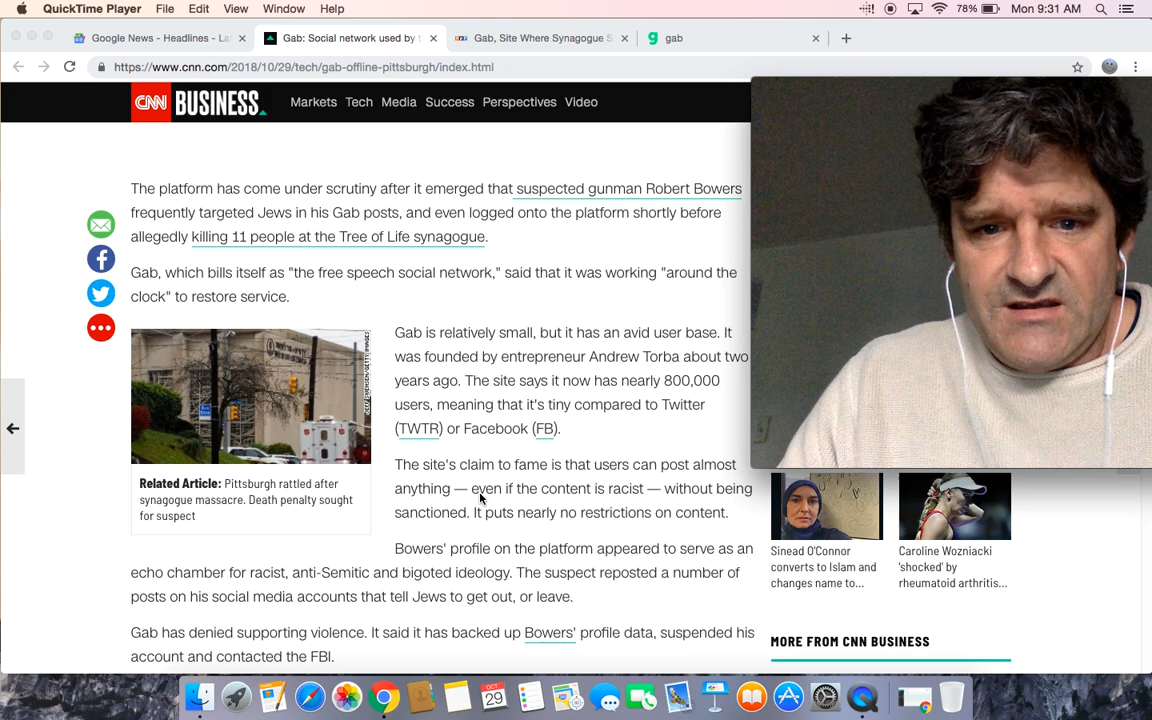 QuickTime Player File Edit View Window Help 78% Mon 9:31 AM
Google News - Headlines - La Gab: Social network used by t Gab, Site Where Synagogue S gab
https://www.cnn.com/2018/10/29/tech/gab-offline-pittsburgh/index.html
CNN BUSINESS Markets Tech Media Success Perspectives Video
The platform has come under scrutiny after it emerged that suspected gunman Robert Bowers
frequently targeted Jews in his Gab posts, and even logged onto the platform shortly before
allegedly killing 11 people at the Tree of Life synagogue.
Gab, which bills itself as "the free speech social network," said that it was working "around the
clock" to restore service.
Gab is relatively small, but it has an avid user base. It
was founded by entrepreneur Andrew Torba about two
years ago. The site says it now has nearly 800,000
users, meaning that it's tiny compared to Twitter
(TWTR) or Facebook (FB).
The site's claim to fame is that users can post almost
anything — even if the content is racist — without being
sanctioned. It puts nearly no restrictions on content.
Related Article: Pittsburgh rattled after
synagogue massacre. Death penalty sought
for suspect
Bowers' profile on the platform appeared to serve as an
echo chamber for racist, anti-Semitic and bigoted ideology. The suspect reposted a number of
posts on his social media accounts that tell Jews to get out, or leave.
Gab has denied supporting violence. It said it has backed up Bowers' profile data, suspended his
account and contacted the FBI.
Sinead O'Connor
converts to Islam and
changes name to...
Caroline Wozniacki
'shocked' by
rheumatoid arthritis...
MORE FROM CNN BUSINESS
OCT
29